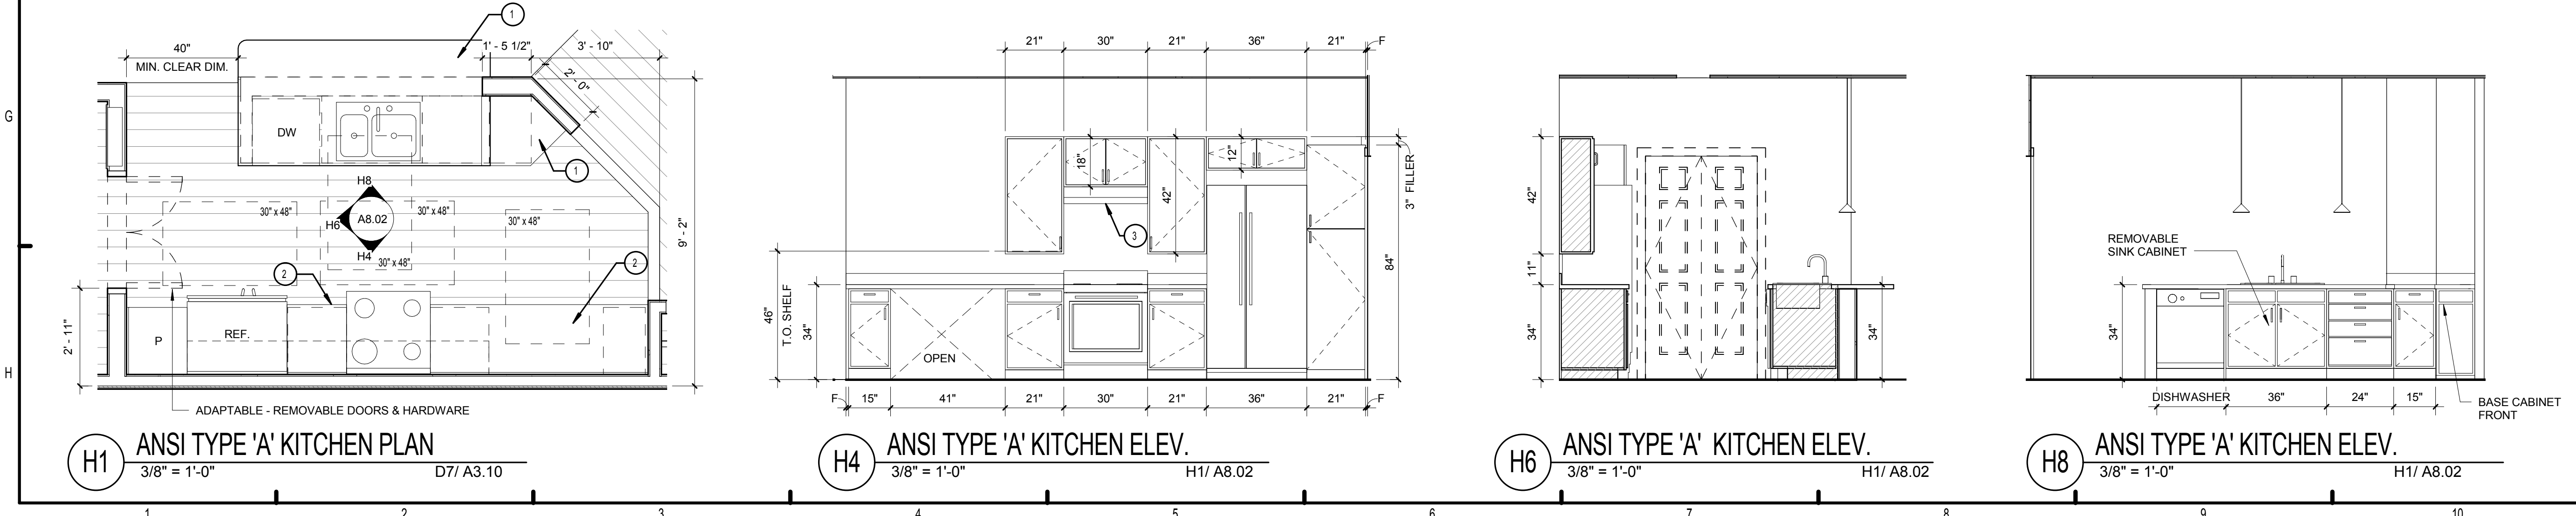 G
H
1
40"
MIN. CLEAR DIM.
1' - 5 1/2"
3' - 10"
2' - 0"
DW
1
H8
30" x 48"
A8.02
30" x 48"
30" x 48"
H6
H4
30" x 48"
9' - 2"
2
2
2' - 11"
P
REF.
ADAPTABLE - REMOVABLE DOORS & HARDWARE
H1
ANSI TYPE 'A' KITCHEN PLAN
3/8" = 1'-0"
D7/ A3.10
21"
30"
21"
36"
21"
F
18"
12"
42"
3" FILLER
3
46"
T.O. SHELF
34"
84"
OPEN
F
15"
41"
21"
30"
21"
36"
21"
F
H4
ANSI TYPE 'A' KITCHEN ELEV.
3/8" = 1'-0"
H1/ A8.02
42"
11"
34"
34"
H6
ANSI TYPE 'A' KITCHEN ELEV.
3/8" = 1'-0"
H1/ A8.02
REMOVABLE
SINK CABINET
34"
DISHWASHER
36"
24"
15"
BASE CABINET
FRONT
H8
ANSI TYPE 'A' KITCHEN ELEV.
3/8" = 1'-0"
H1/ A8.02
1
2
3
4
5
6
7
8
9
10